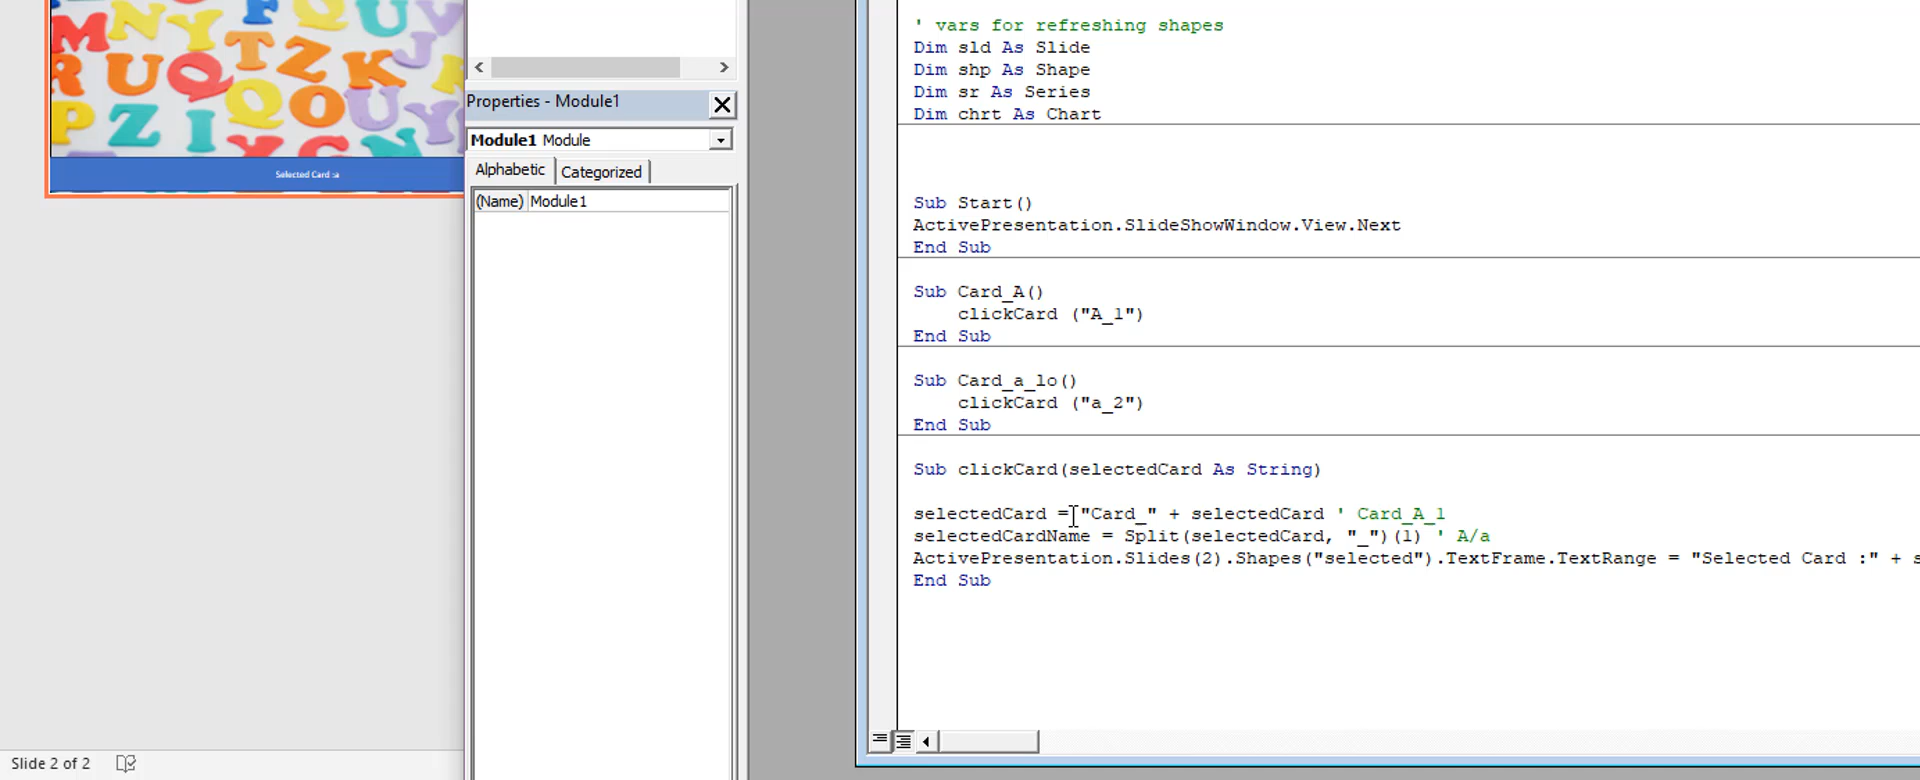 M N Y F Q U V
T Z K J
R U Q Q O U Y
P Z I
Selected Card :a
Slide 2 of 2
Properties - Module1
Module1 Module
Alphabetic Categorized
(Name) Module1
' vars for refreshing shapes
Dim sld As Slide
Dim shp As Shape
Dim sr As Series
Dim chrt As Chart
Sub Start()
ActivePresentation.SlideShowWindow.View.Next
End Sub
Sub Card_A()
clickCard ("A_1")
End Sub
Sub Card_a_lo()
clickCard ("a_2")
End Sub
Sub clickCard(selectedCard As String)
selectedCard = "Card_" + selectedCard ' Card_A_1
selectedCardName = Split(selectedCard, "_")(1) ' A/a
ActivePresentation.Slides(2).Shapes("selected").TextFrame.TextRange = "Selected Card :" + s
End Sub